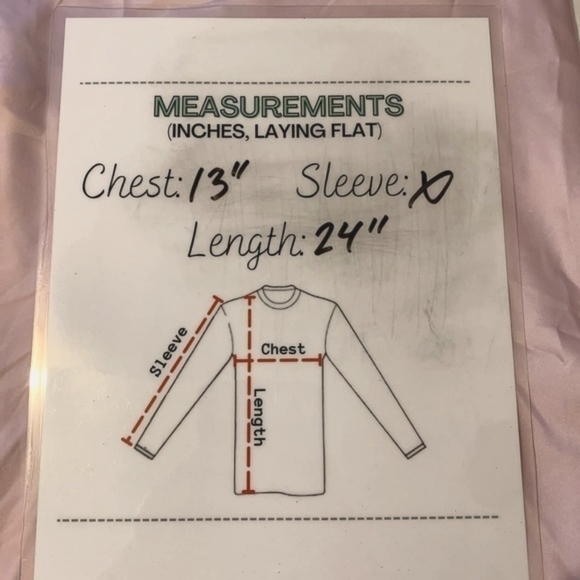 MEASUREMENTS
(INCHES, LAYING FLAT)
Chest: 13" Sleeve: X
Length: 24"
Sleeve
Chest
Length